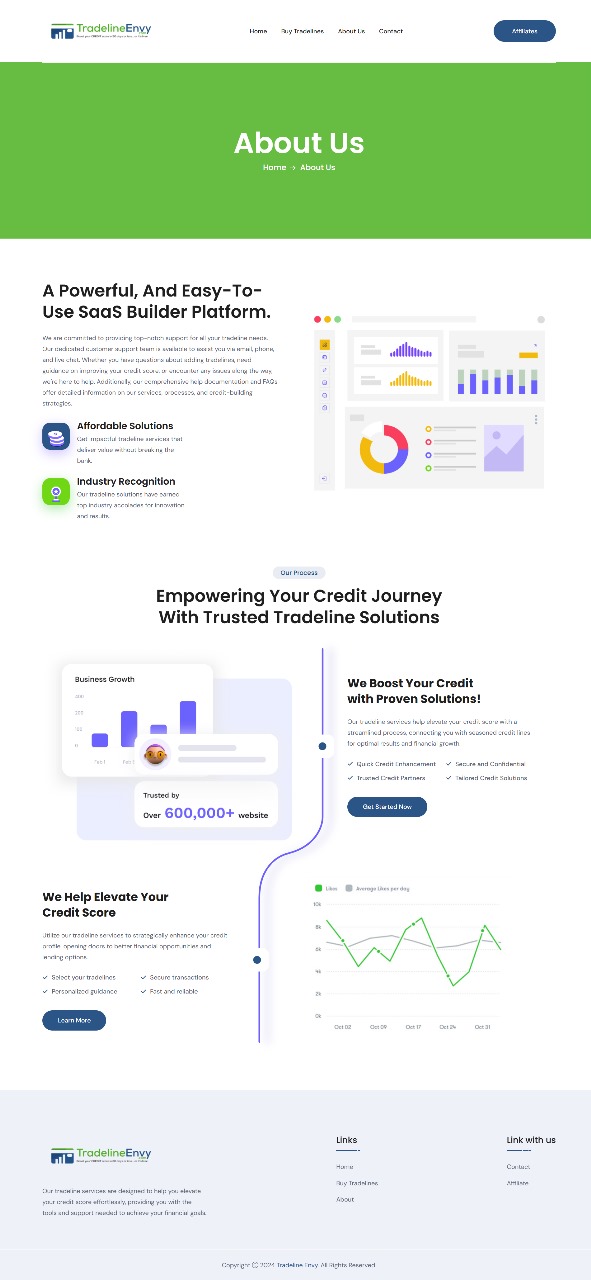 TradelineEnvy
Home
Buy Tradelines
About Us
Contact
Affiliates
About Us
Home → About Us
A Powerful, And Easy-To-
Use SaaS Builder Platform.
We are committed to providing top-notch support for all your tradeline needs.
Our dedicated customer support team is available to assist you via email, phone,
and live chat. Whether you have questions about adding tradelines, need
guidance on improving your credit score, or encounter any issues along the way,
we're here to help. Additionally, our comprehensive help documentation and FAQs
offer detailed information on our services, processes, and credit-building
strategies.
Affordable Solutions
Get impactful tradeline services that
deliver value without breaking the
bank.
Industry Recognition
Our tradeline solutions have earned
top industry accolades for innovation
and results.
Our Process
Empowering Your Credit Journey
With Trusted Tradeline Solutions
Business Growth
200
100
0
Feb 1
Trusted by
Over 600,000+ website
We Boost Your Credit
with Proven Solutions!
Our tradeline services help elevate your credit score with a
streamlined process, connecting you with seasoned credit lines
for optimal results and financial growth
Quick Credit Enhancement
Secure and Confidential
Trusted Credit Partners
Tailored Credit Solutions
Get Started Now
We Help Elevate Your
Credit Score
Utilize our tradeline services to strategically enhance your credit
profile, opening doors to better financial opportunities and
lending options.
Select your tradelines
Secure transactions
Personalized guidance
Fast and reliable
Learn More
Likes
Average Likes per day
10k
8k
6k
4k
2k
0k
Oct 02
Oct 09
Oct 17
Oct 24
Oct 31
TradelineEnvy
Our tradeline services are designed to help you elevate
your credit score effortlessly, providing you with the
tools and support needed to achieve your financial goals.
Links
Home
Buy Tradelines
About
Link with us
Contact
Affiliate
Copyright © 2024 Tradeline Envy. All Rights Reserved